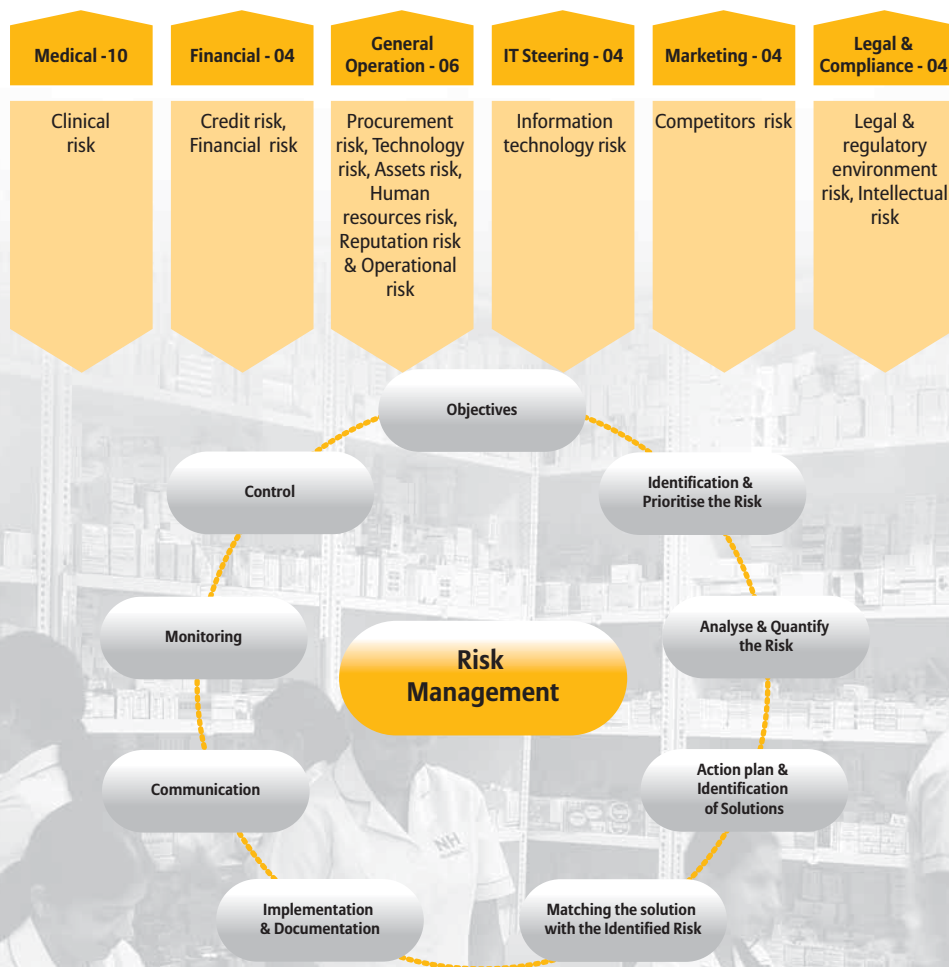 Medical -10
Financial - 04
General
Operation - 06
IT Steering - 04
Marketing - 04
Legal &
Compliance - 04
Clinical
risk
Credit risk,
Financial risk
Procurement
risk, Technology
risk, Assets risk,
Human
resources risk,
Reputation risk
& Operational
risk
Information
technology risk
Competitors risk
Legal &
regulatory
environment
risk, Intellectual
risk
Objectives
Identification &
Prioritise the Risk
Analyse & Quantify
the Risk
Action plan &
Identification
of Solutions
Matching the solution
with the Identified Risk
Implementation
& Documentation
Communication
Monitoring
Control
Risk
Management
NH